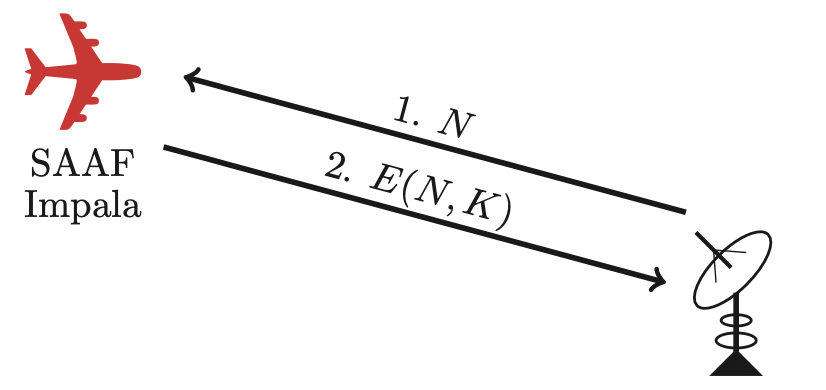 1. N
2. E(N, K)
SAAF
Impala